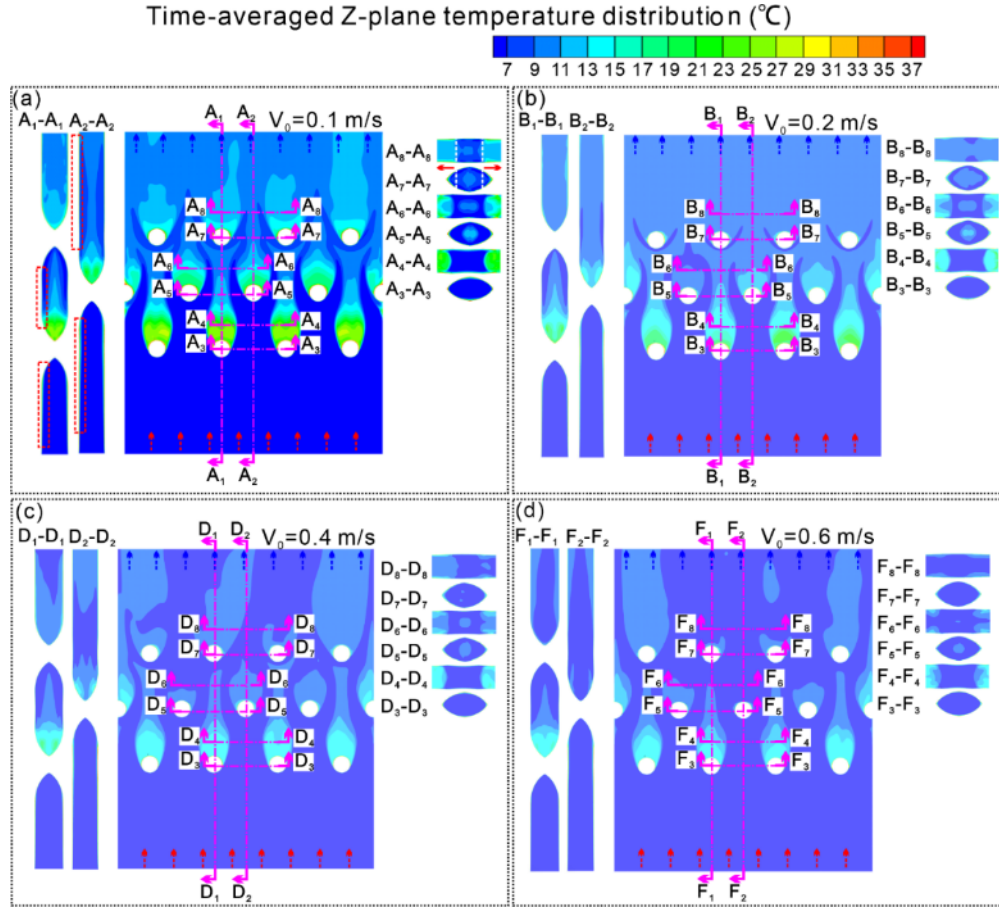 Time-averaged Z-plane temperature distribution (℃)
7 9 11 13 15 17 19 21 23 25 27 29 31 33 35 37
(a)
A₁-A₁ A₂-A₂
A₁ A₂
V₀=0.1 m/s
A₈-A₈
A₇-A₇
A₆-A₆
A₅-A₅
A₄-A₄
A₃-A₃
A₈ A₈
A₇ A₇
A₆ A₆
A₅ A₅
A₄ A₄
A₃ A₃
A₁ A₂
(b)
B₁-B₁ B₂-B₂
B₁ B₂
V₀=0.2 m/s
B₈-B₈
B₇-B₇
B₆-B₆
B₅-B₅
B₄-B₄
B₃-B₃
B₈ B₈
B₇ B₇
B₆ B₆
B₅ B₅
B₄ B₄
B₃ B₃
B₁ B₂
(c)
D₁-D₁ D₂-D₂
D₁ D₂
V₀=0.4 m/s
D₈-D₈
D₇-D₇
D₆-D₆
D₅-D₅
D₄-D₄
D₃-D₃
D₈ D₈
D₇ D₇
D₆ D₆
D₅ D₅
D₄ D₄
D₃ D₃
D₁ D₂
(d)
F₁-F₁ F₂-F₂
F₁ F₂
V₀=0.6 m/s
F₈-F₈
F₇-F₇
F₆-F₆
F₅-F₅
F₄-F₄
F₃-F₃
F₈ F₈
F₇ F₇
F₆ F₆
F₅ F₅
F₄ F₄
F₃ F₃
F₁ F₂